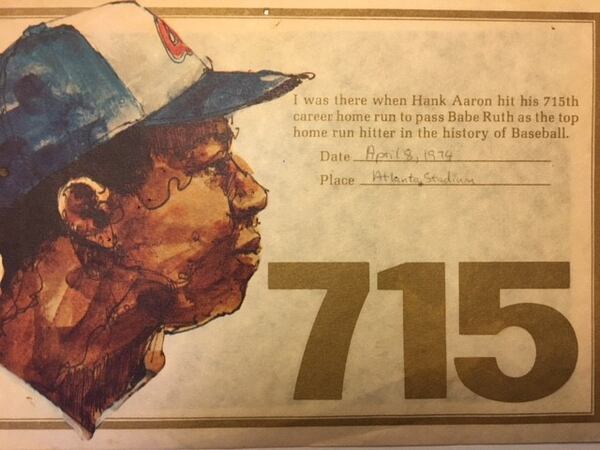 I was there when Hank Aaron hit his 715th
career home run to pass Babe Ruth as the top
home run hitter in the history of Baseball.
Date April 8, 1974
Place Atlanta Stadium
715